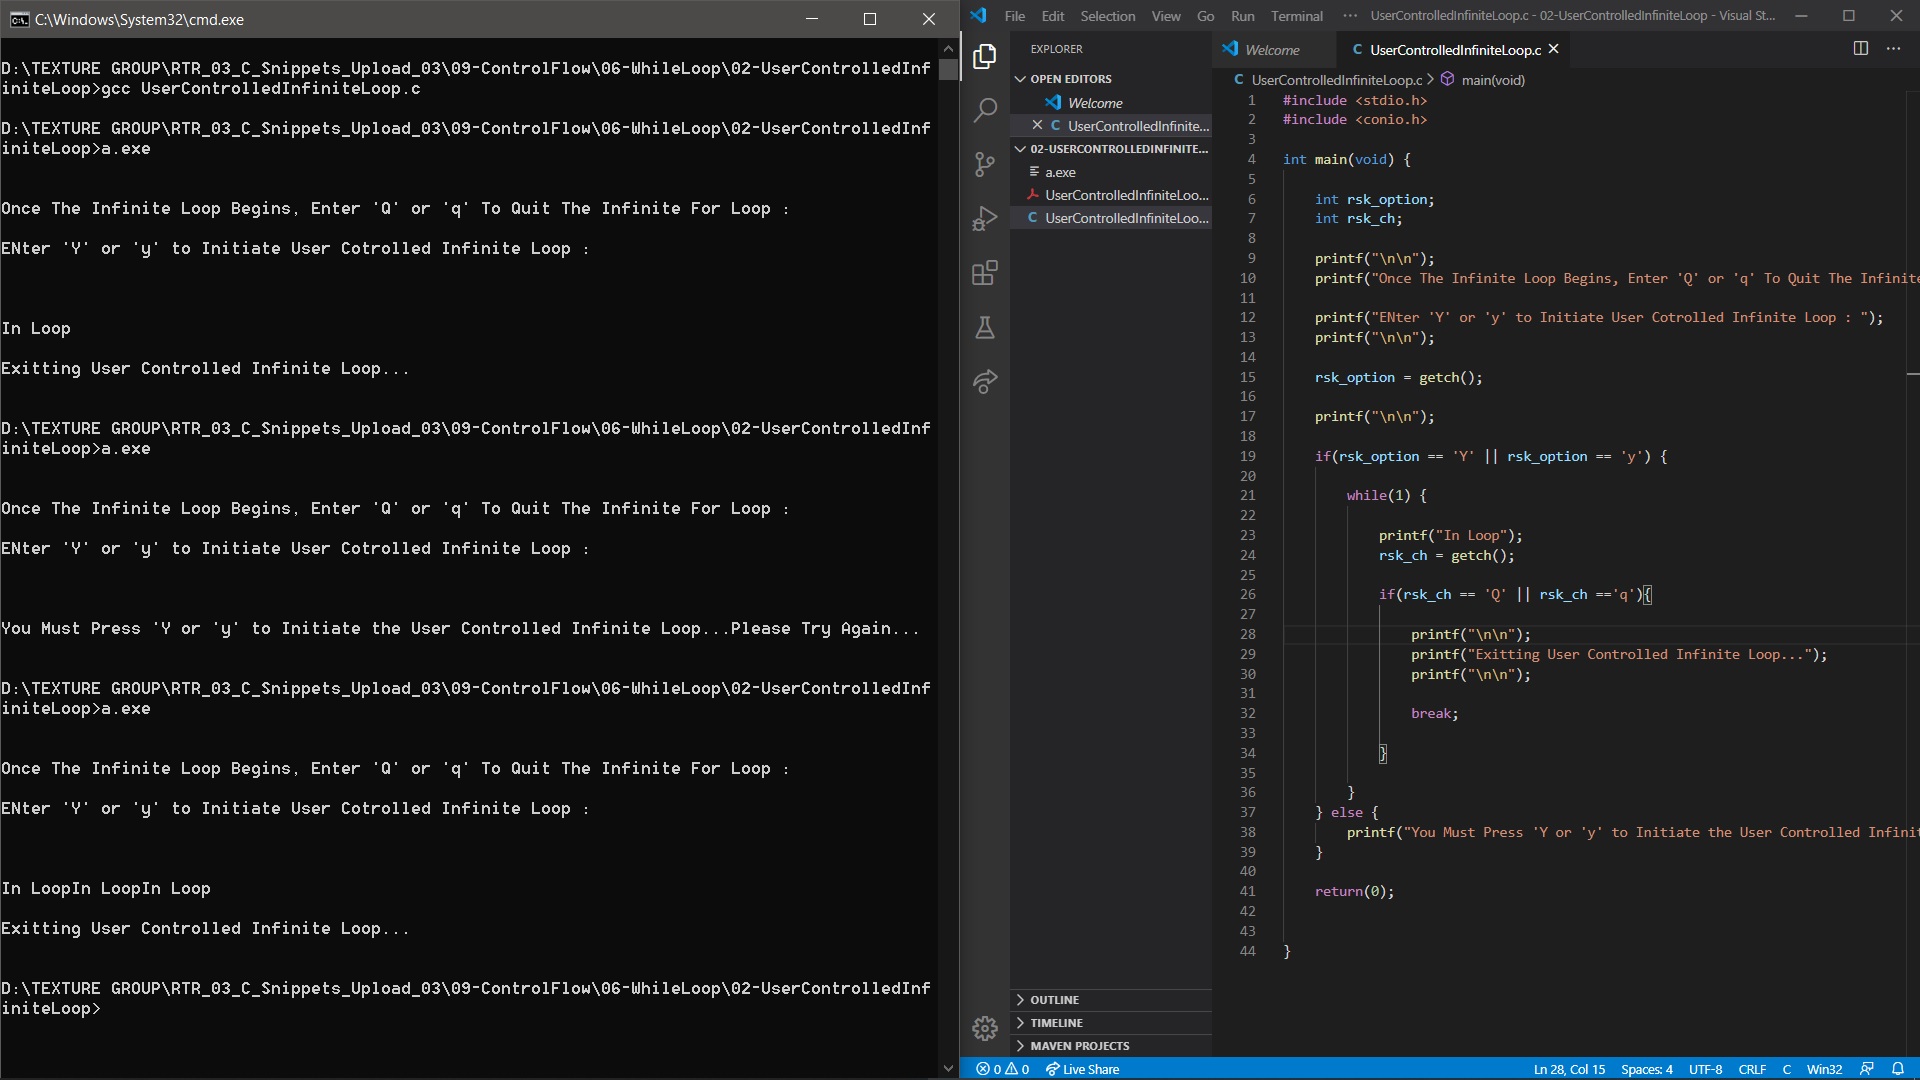 C:\Windows\System32\cmd.exe
D:\TEXTURE GROUP\RTR_03_C_Snippets_Upload_03\09-ControlFlow\06-WhileLoop\02-UserControlledInf
initeLoop>gcc UserControlledInfiniteLoop.c
D:\TEXTURE GROUP\RTR_03_C_Snippets_Upload_03\09-ControlFlow\06-WhileLoop\02-UserControlledInf
initeLoop>a.exe
Once The Infinite Loop Begins, Enter 'Q' or 'q' To Quit The Infinite For Loop :
ENter 'Y' or 'y' to Initiate User Cotrolled Infinite Loop :
In Loop
Exitting User Controlled Infinite Loop...
D:\TEXTURE GROUP\RTR_03_C_Snippets_Upload_03\09-ControlFlow\06-WhileLoop\02-UserControlledInf
initeLoop>a.exe
Once The Infinite Loop Begins, Enter 'Q' or 'q' To Quit The Infinite For Loop :
ENter 'Y' or 'y' to Initiate User Cotrolled Infinite Loop :
You Must Press 'Y or 'y' to Initiate the User Controlled Infinite Loop...Please Try Again...
D:\TEXTURE GROUP\RTR_03_C_Snippets_Upload_03\09-ControlFlow\06-WhileLoop\02-UserControlledInf
initeLoop>a.exe
Once The Infinite Loop Begins, Enter 'Q' or 'q' To Quit The Infinite For Loop :
ENter 'Y' or 'y' to Initiate User Cotrolled Infinite Loop :
In LoopIn LoopIn Loop
Exitting User Controlled Infinite Loop...
D:\TEXTURE GROUP\RTR_03_C_Snippets_Upload_03\09-ControlFlow\06-WhileLoop\02-UserControlledInf
initeLoop>
File Edit Selection View Go Run Terminal ··· UserControlledInfiniteLoop.c - 02-UserControlledInfiniteLoop - Visual St...
EXPLORER
OPEN EDITORS
Welcome
C UserControlledInfinite...
02-USERCONTROLLEDINFINITE...
a.exe
UserControlledInfiniteLoo...
C UserControlledInfiniteLoo...
OUTLINE
TIMELINE
MAVEN PROJECTS
Welcome C UserControlledInfiniteLoop.c
C UserControlledInfiniteLoop.c > main(void)
1 #include <stdio.h>
2 #include <conio.h>
3
4 int main(void) {
5
6 int rsk_option;
7 int rsk_ch;
8
9 printf("\n\n");
10 printf("Once The Infinite Loop Begins, Enter 'Q' or 'q' To Quit The Infinite
11
12 printf("ENter 'Y' or 'y' to Initiate User Cotrolled Infinite Loop : ");
13 printf("\n\n");
14
15 rsk_option = getch();
16
17 printf("\n\n");
18
19 if(rsk_option == 'Y' || rsk_option == 'y') {
20
21 while(1) {
22
23 printf("In Loop");
24 rsk_ch = getch();
25
26 if(rsk_ch == 'Q' || rsk_ch =='q'){
27
28 printf("\n\n");
29 printf("Exitting User Controlled Infinite Loop...");
30 printf("\n\n");
31
32 break;
33
34 }
35
36 }
37 } else {
38 printf("You Must Press 'Y or 'y' to Initiate the User Controlled Infinit
39 }
40
41 return(0);
42
43
44 }
0 0 Live Share Ln 28, Col 15 Spaces: 4 UTF-8 CRLF C Win32